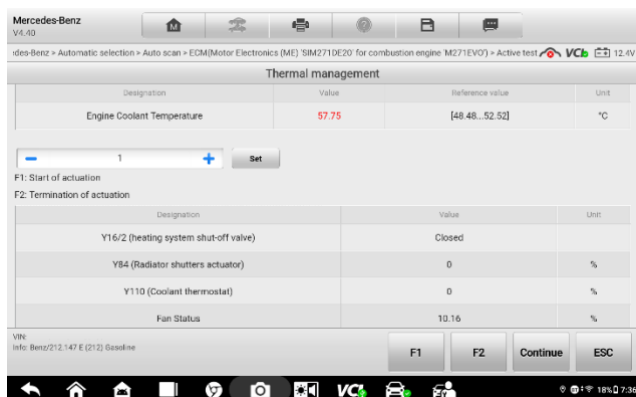 Mercedes-Benz
V4.40
des-Benz > Automatic selection > Auto scan > ECM(Motor Electronics (ME) 'SIM271DE20' for combustion engine 'M271EVO') > Active test
VCI
12.4V
Thermal management
Designation Value Reference value Unit
Engine Coolant Temperature 57.75 [48.48...52.52] °C
− 1 + Set
F1: Start of actuation
F2: Termination of actuation
Designation Value Unit
Y16/2 (heating system shut-off valve) Closed
Y84 (Radiator shutters actuator) 0 %
Y110 (Coolant thermostat) 0 %
Fan Status 10.16 %
VIN:
Info: Benz/212.147 E (212) Gasoline
F1 F2 Continue ESC
VCI 18% 7:36